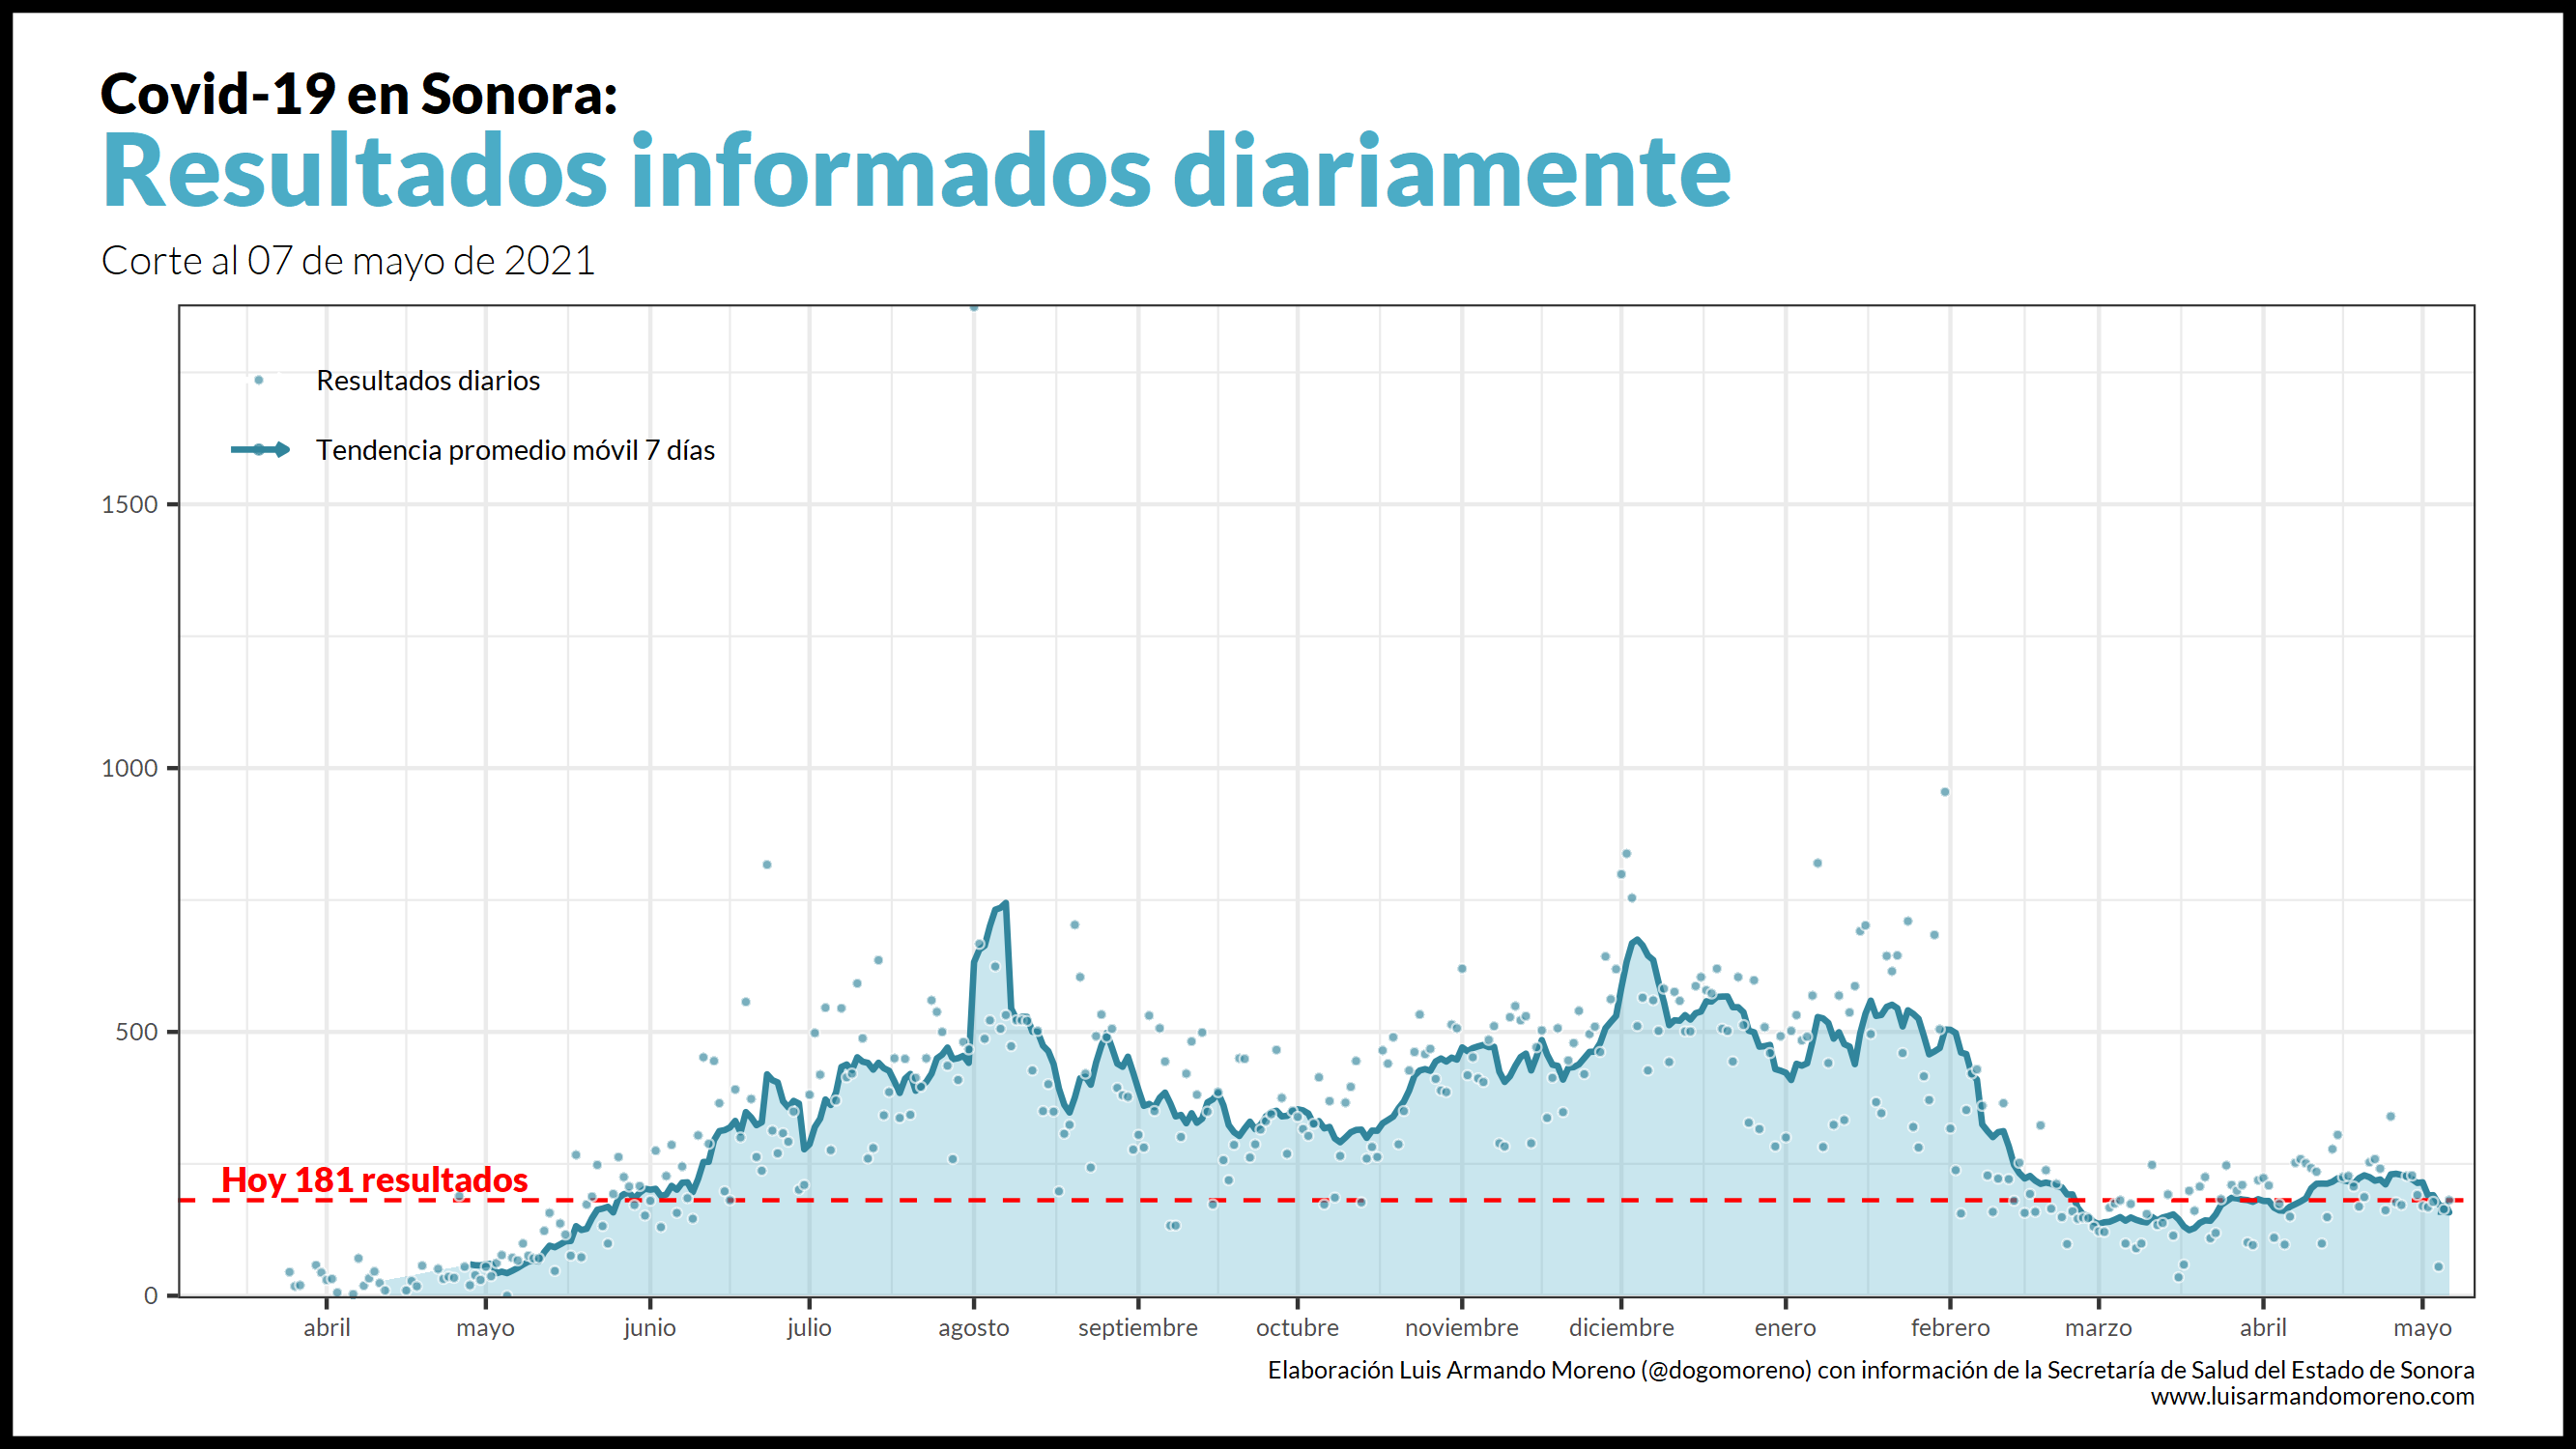 Covid-19 en Sonora:
Resultados informados diariamente
Corte al 07 de mayo de 2021
Resultados diarios
Tendencia promedio móvil 7 días
1500
1000
500
Hoy 181 resultados
0
abril mayo junio julio agosto septiembre octubre noviembre diciembre enero febrero marzo abril mayo
Elaboración Luis Armando Moreno (@dogomoreno) con información de la Secretaría de Salud del Estado de Sonora
www.luisarmandomoreno.com